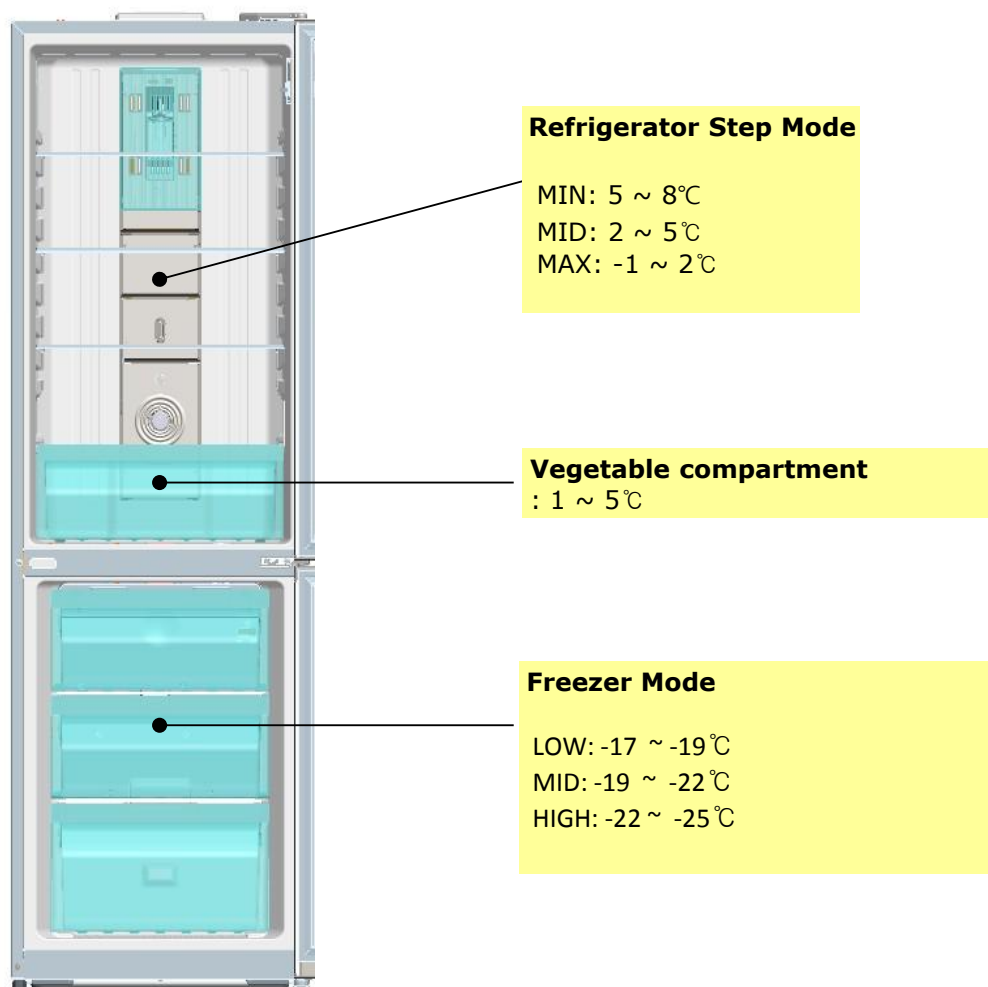 Refrigerator Step Mode
MIN: 5 ~ 8℃
MID: 2 ~ 5℃
MAX: -1 ~ 2℃
Vegetable compartment
: 1 ~ 5℃
Freezer Mode
LOW: -17 ~ -19℃
MID: -19 ~ -22℃
HIGH: -22 ~ -25℃